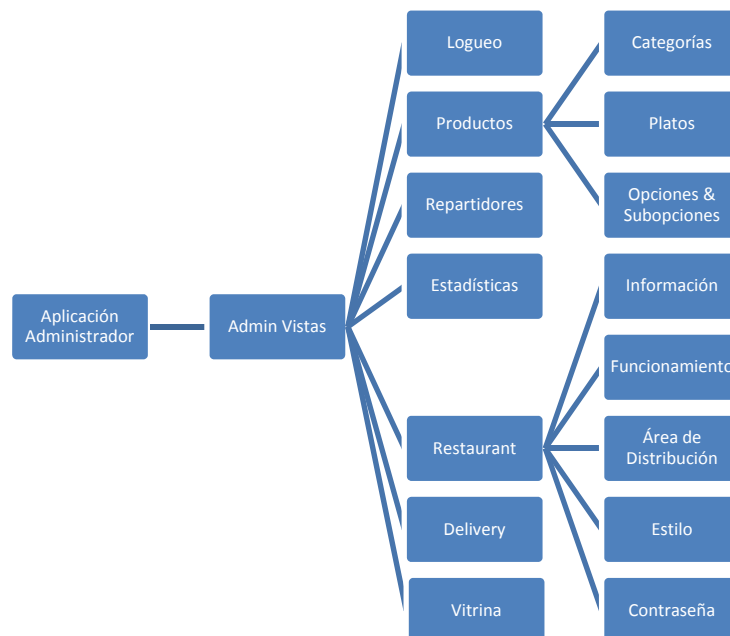 Aplicación
Administrador
Admin Vistas
Logueo
Productos
Repartidores
Estadísticas
Restaurant
Delivery
Vitrina
Categorías
Platos
Opciones &
Subopciones
Información
Funcionamiento
Área de
Distribución
Estilo
Contraseña